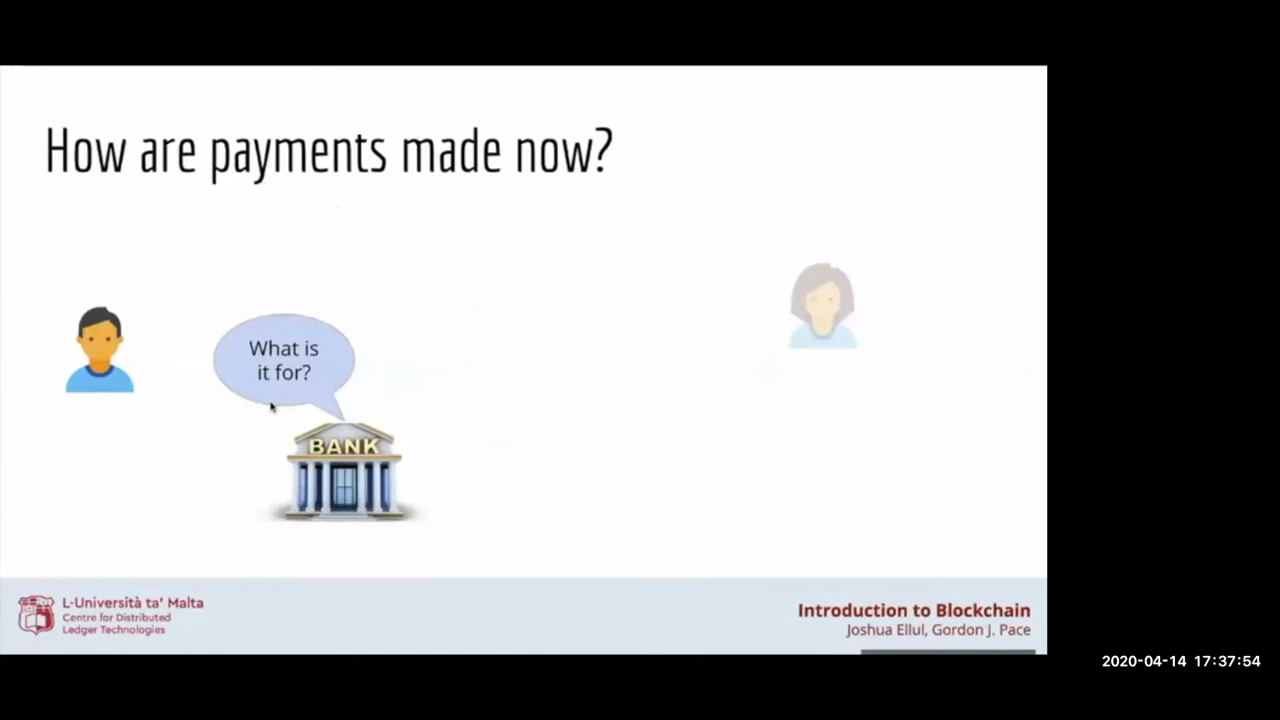 How are payments made now?
What is
it for?
BANK
L-Università ta' Malta
Centre for Distributed
Ledger Technologies
Introduction to Blockchain
Joshua Ellul, Gordon J. Pace
2020-04-14 17:37:54